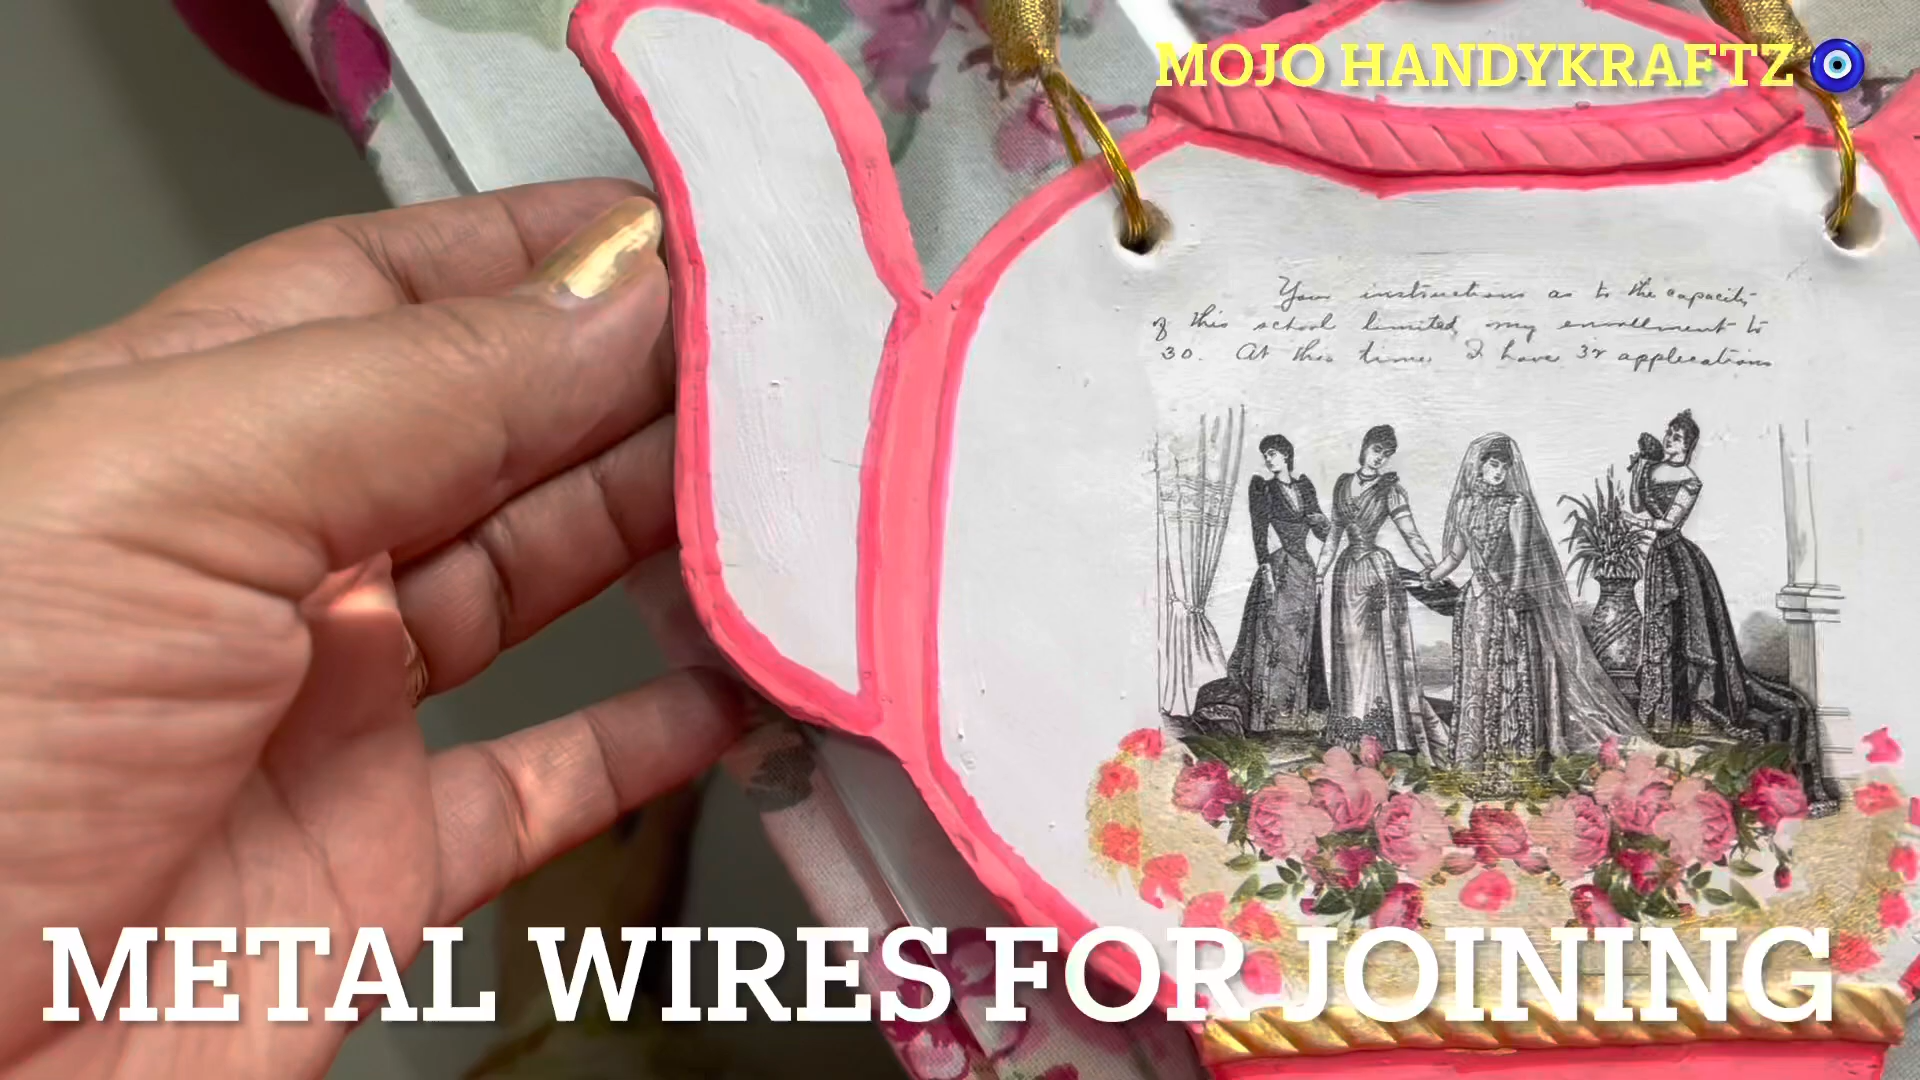 MOJO HANDYKRAFTZ
Your instructions as to the capacity
of this school limited my enrollment to
30. At this time I have 32 applications
METAL WIRES FOR JOINING